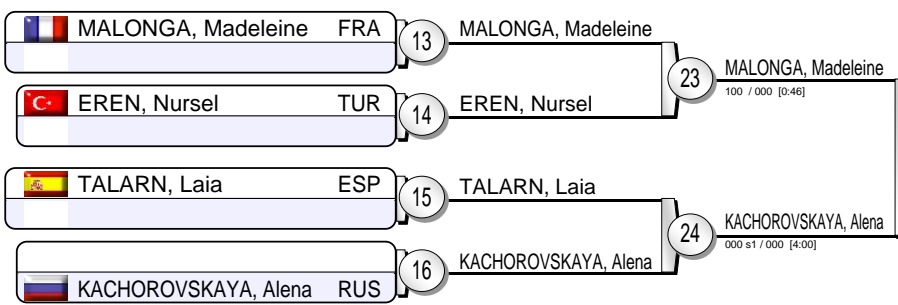 MALONGA, Madeleine FRA
13
MALONGA, Madeleine
23
MALONGA, Madeleine
100 / 000 [0:46]
EREN, Nursel TUR
14
EREN, Nursel
TALARN, Laia ESP
15
TALARN, Laia
24
KACHOROVSKAYA, Alena
000 s1 / 000 [4:00]
16
KACHOROVSKAYA, Alena
KACHOROVSKAYA, Alena RUS